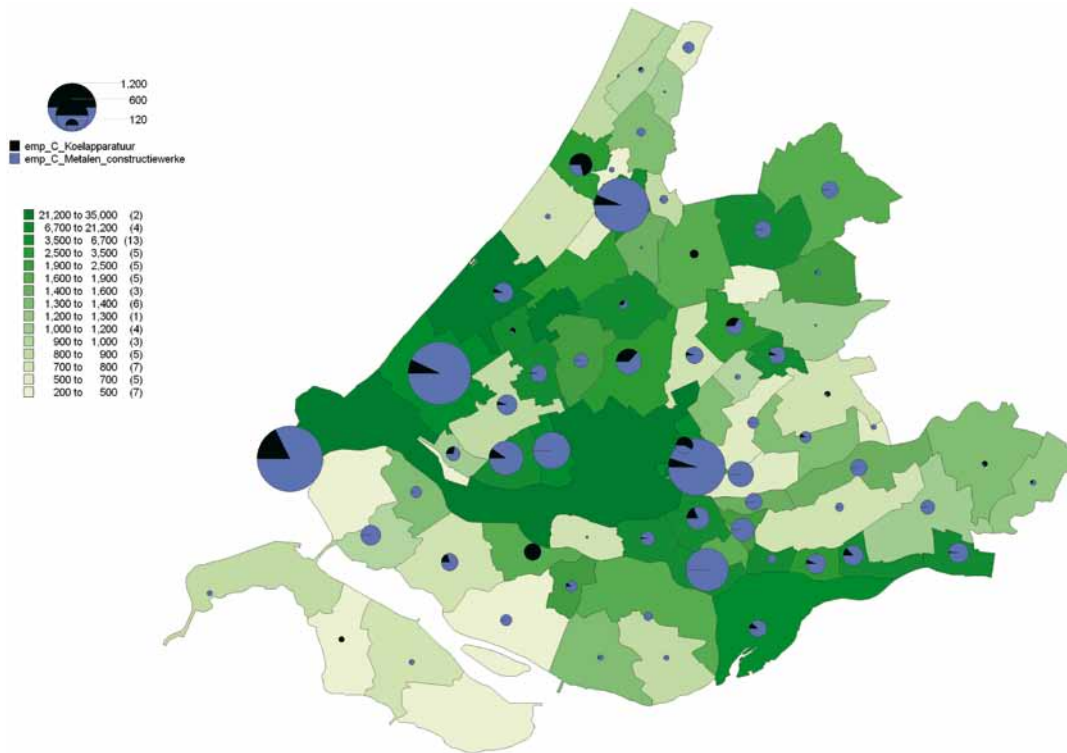 1,200
600
120
emp_C_Koelapparatuur
emp_C_Metalen_constructiewerke
21,200 to 35,000 (2)
6,700 to 21,200 (4)
3,500 to 6,700 (13)
2,500 to 3,500 (5)
1,900 to 2,500 (5)
1,600 to 1,900 (5)
1,400 to 1,600 (3)
1,300 to 1,400 (6)
1,200 to 1,300 (1)
1,000 to 1,200 (4)
900 to 1,000 (3)
800 to 900 (5)
700 to 800 (7)
500 to 700 (5)
200 to 500 (7)